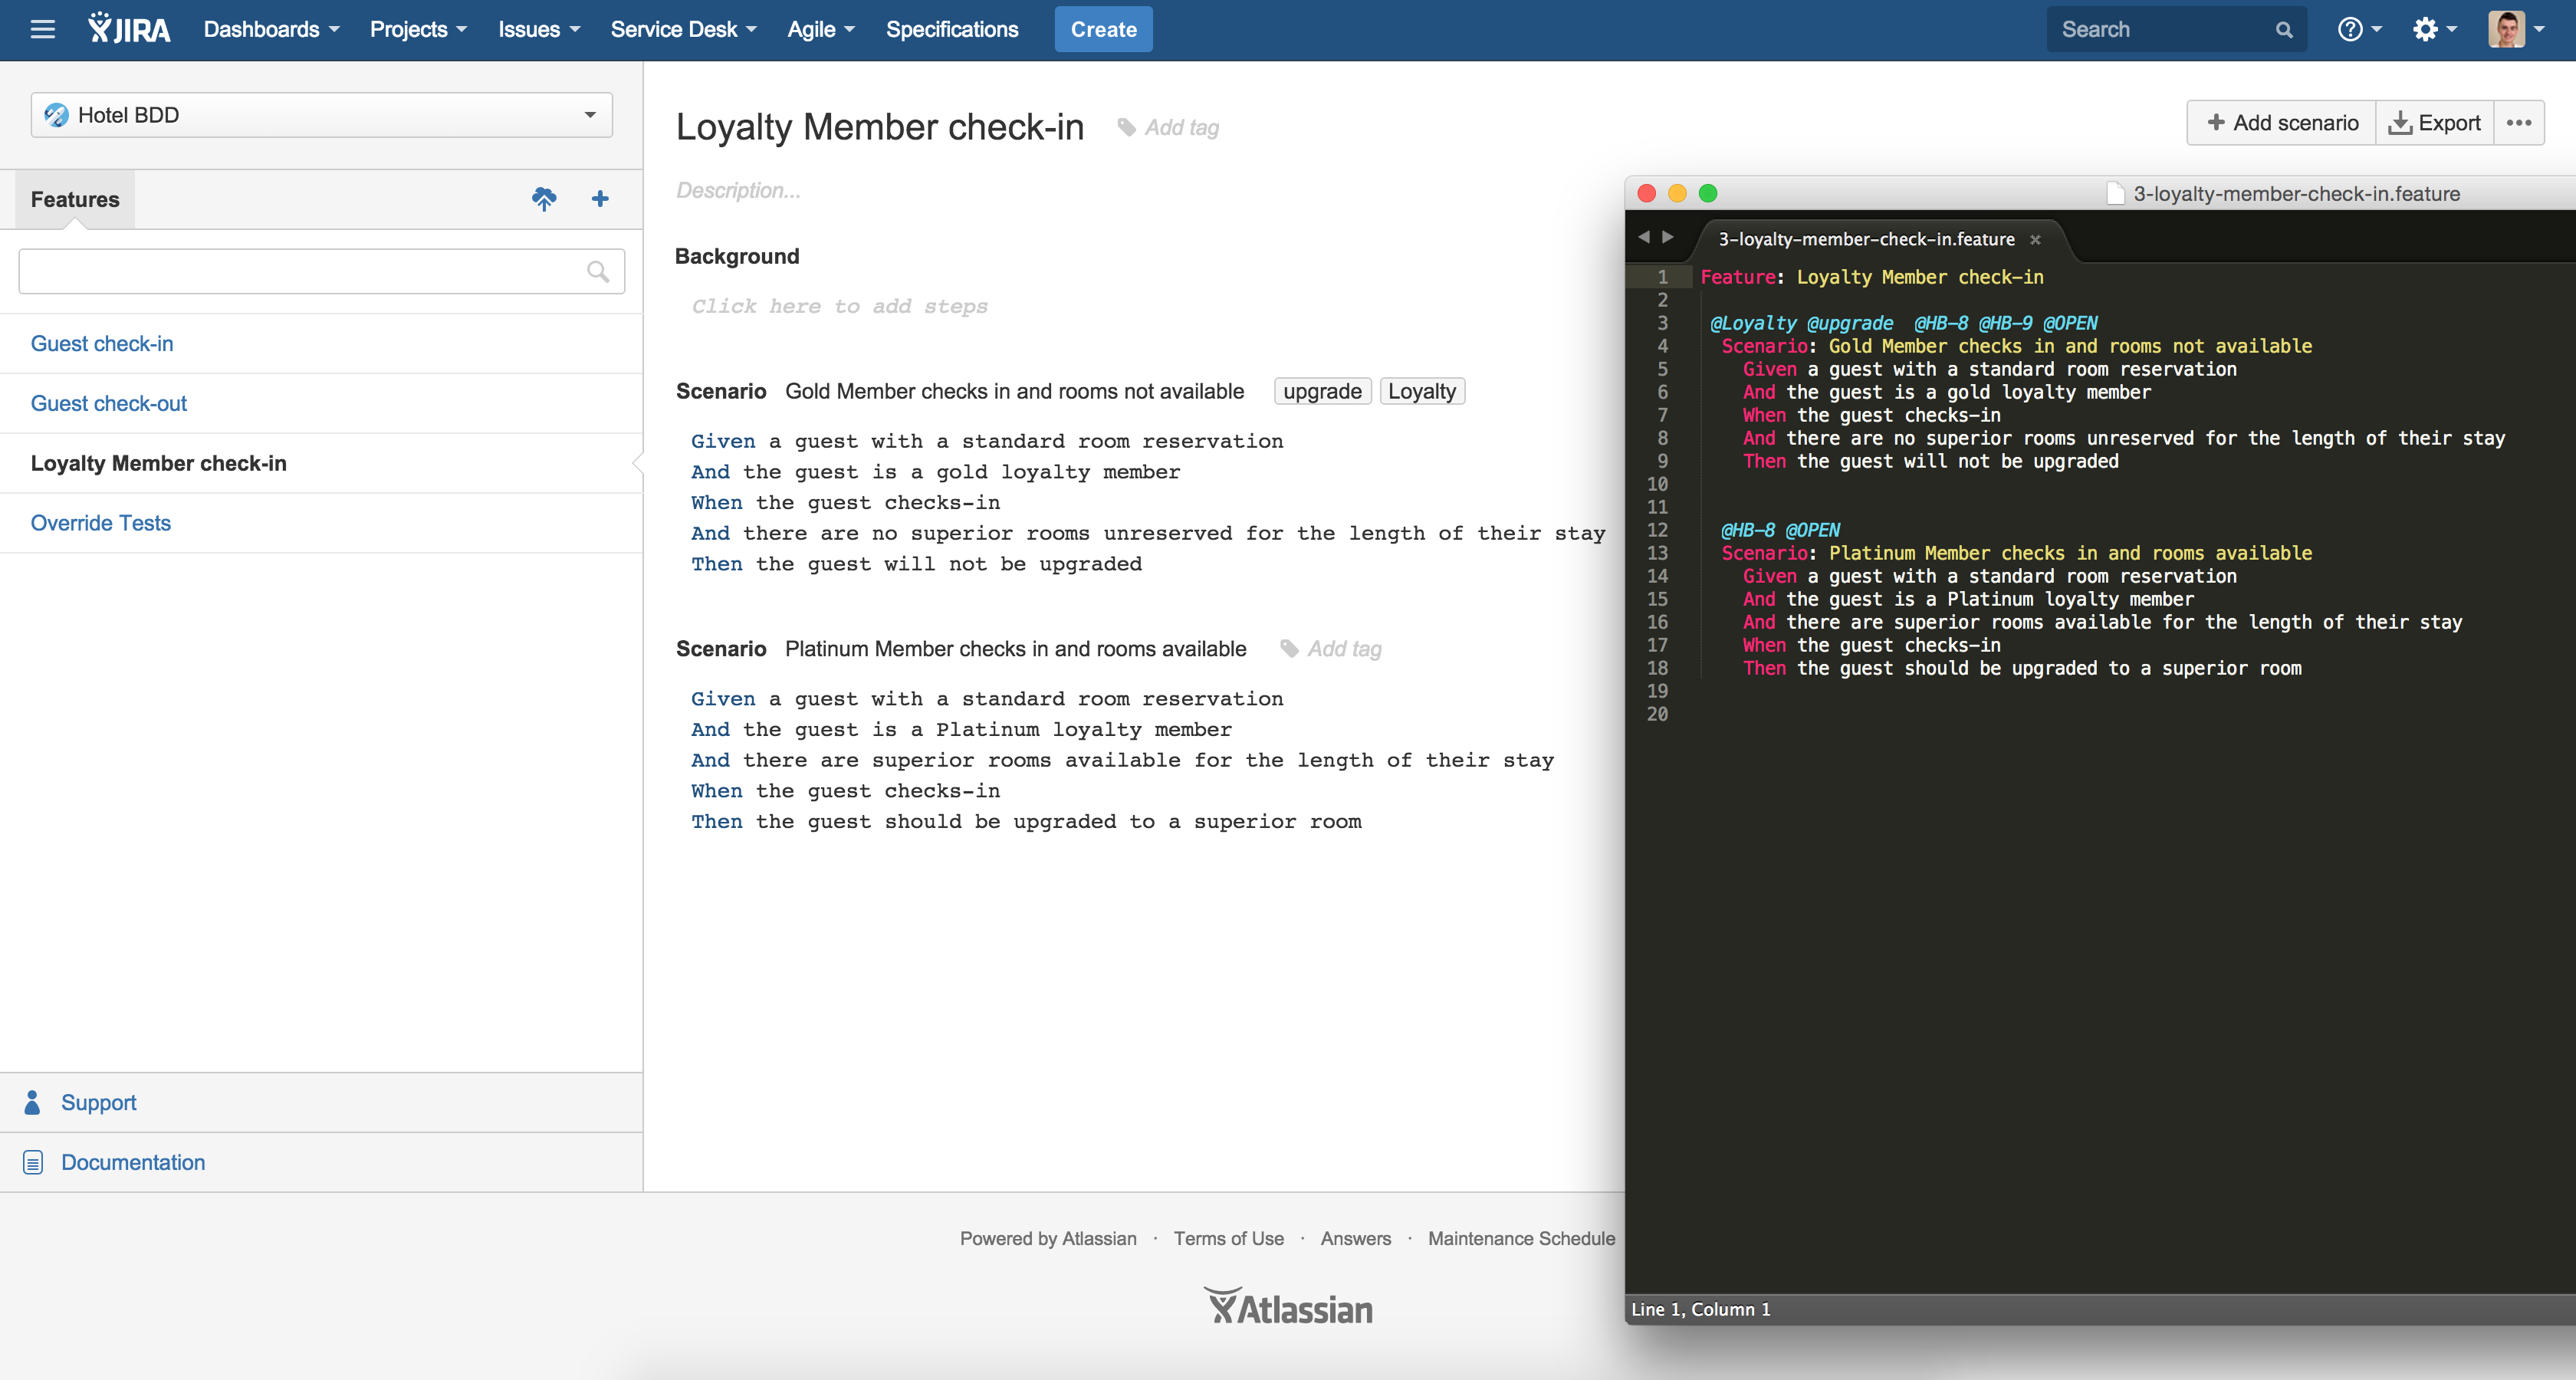 JIRA Dashboards Projects Issues Service Desk Agile Specifications Create Search
Hotel BDD
Features
Guest check-in
Guest check-out
Loyalty Member check-in
Override Tests
Support
Documentation
Loyalty Member check-in Add tag
+ Add scenario Export •••
Description...
Background
Click here to add steps
Scenario Gold Member checks in and rooms not available upgrade Loyalty
Given a guest with a standard room reservation
And the guest is a gold loyalty member
When the guest checks-in
And there are no superior rooms unreserved for the length of their stay
Then the guest will not be upgraded
Scenario Platinum Member checks in and rooms available Add tag
Given a guest with a standard room reservation
And the guest is a Platinum loyalty member
And there are superior rooms available for the length of their stay
When the guest checks-in
Then the guest should be upgraded to a superior room
3-loyalty-member-check-in.feature
3-loyalty-member-check-in.feature ×
1 Feature: Loyalty Member check-in
2
3 @Loyalty @upgrade @HB-8 @HB-9 @OPEN
4 Scenario: Gold Member checks in and rooms not available
5 Given a guest with a standard room reservation
6 And the guest is a gold loyalty member
7 When the guest checks-in
8 And there are no superior rooms unreserved for the length of their stay
9 Then the guest will not be upgraded
10
11
12 @HB-8 @OPEN
13 Scenario: Platinum Member checks in and rooms available
14 Given a guest with a standard room reservation
15 And the guest is a Platinum loyalty member
16 And there are superior rooms available for the length of their stay
17 When the guest checks-in
18 Then the guest should be upgraded to a superior room
19
20
Line 1, Column 1
Powered by Atlassian · Terms of Use · Answers · Maintenance Schedule
Atlassian